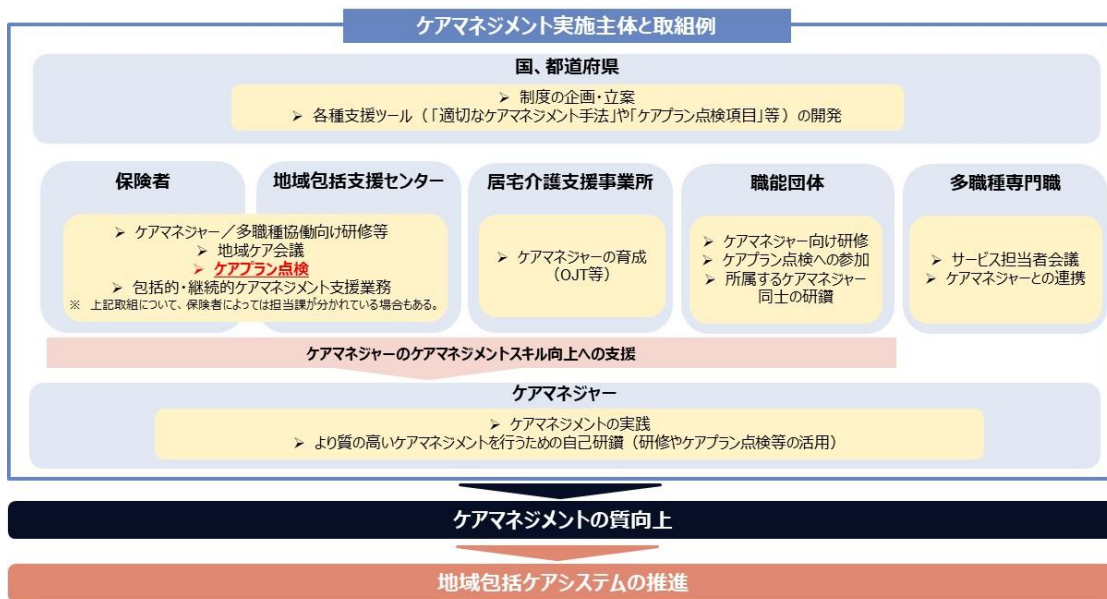 ケアマネジメント実施主体と取組例
国、都道府県
➢ 制度の企画・立案
➢ 各種支援ツール（「適切なケアマネジメント手法」や「ケアプラン点検項目」等）の開発
保険者
➢ ケアマネジャー／多職種協働向け研修等
➢ 地域ケア会議
➢ ケアプラン点検
➢ 包括的・継続的ケアマネジメント支援業務
※ 上記取組について、保険者によっては担当課が分かれている場合もある。
地域包括支援センター
居宅介護支援事業所
➢ ケアマネジャーの育成
（OJT等）
職能団体
➢ ケアマネジャー向け研修
➢ ケアプラン点検への参加
➢ 所属するケアマネジャー
同士の研鑽
多職種専門職
➢ サービス担当者会議
➢ ケアマネジャーとの連携
ケアマネジャーのケアマネジメントスキル向上への支援
ケアマネジャー
➢ ケアマネジメントの実践
➢ より質の高いケアマネジメントを行うための自己研鑽（研修やケアプラン点検等の活用）
ケアマネジメントの質向上
地域包括ケアシステムの推進